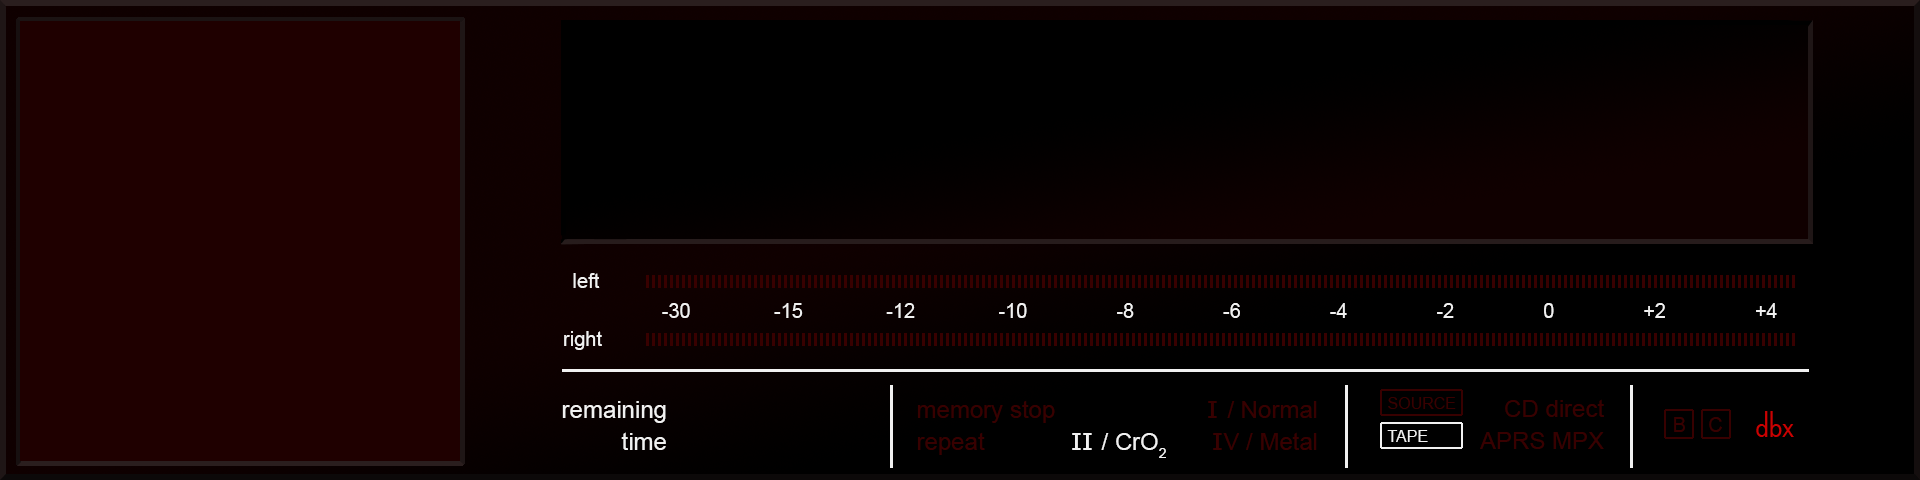 left
-30 -15 -12 -10 -8 -6 -4 -2 0 +2 +4
right
remaining
time
memory stop
repeat
I / Normal
II / CrO2
IV / Metal
SOURCE
TAPE
CD direct
APRS MPX
B C dbx